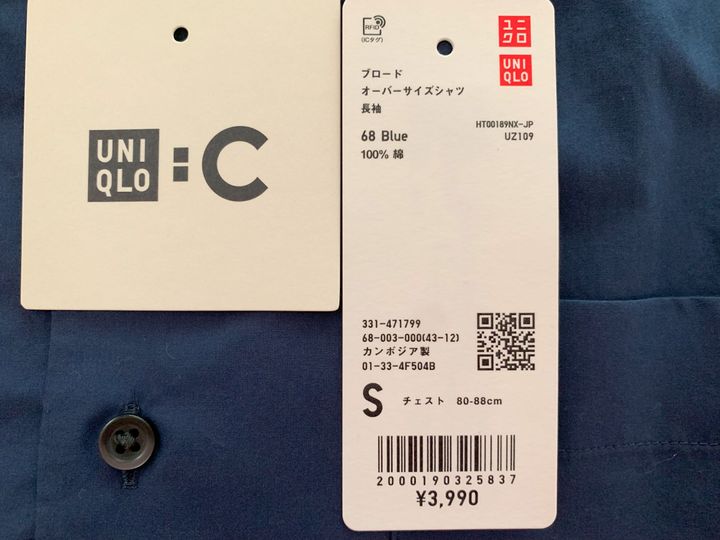 UNI
QLO
:C
RFID
(ICタグ)
ユニ
クロ
UNI
QLO
ブロード
オーバーサイズシャツ
長袖
HT00189NX-JP
68 Blue
UZ109
100% 綿
331-471799
68-003-000(43-12)
カンボジア製
01-33-4F504B
S チェスト 80-88cm
2000190325837
¥3,990